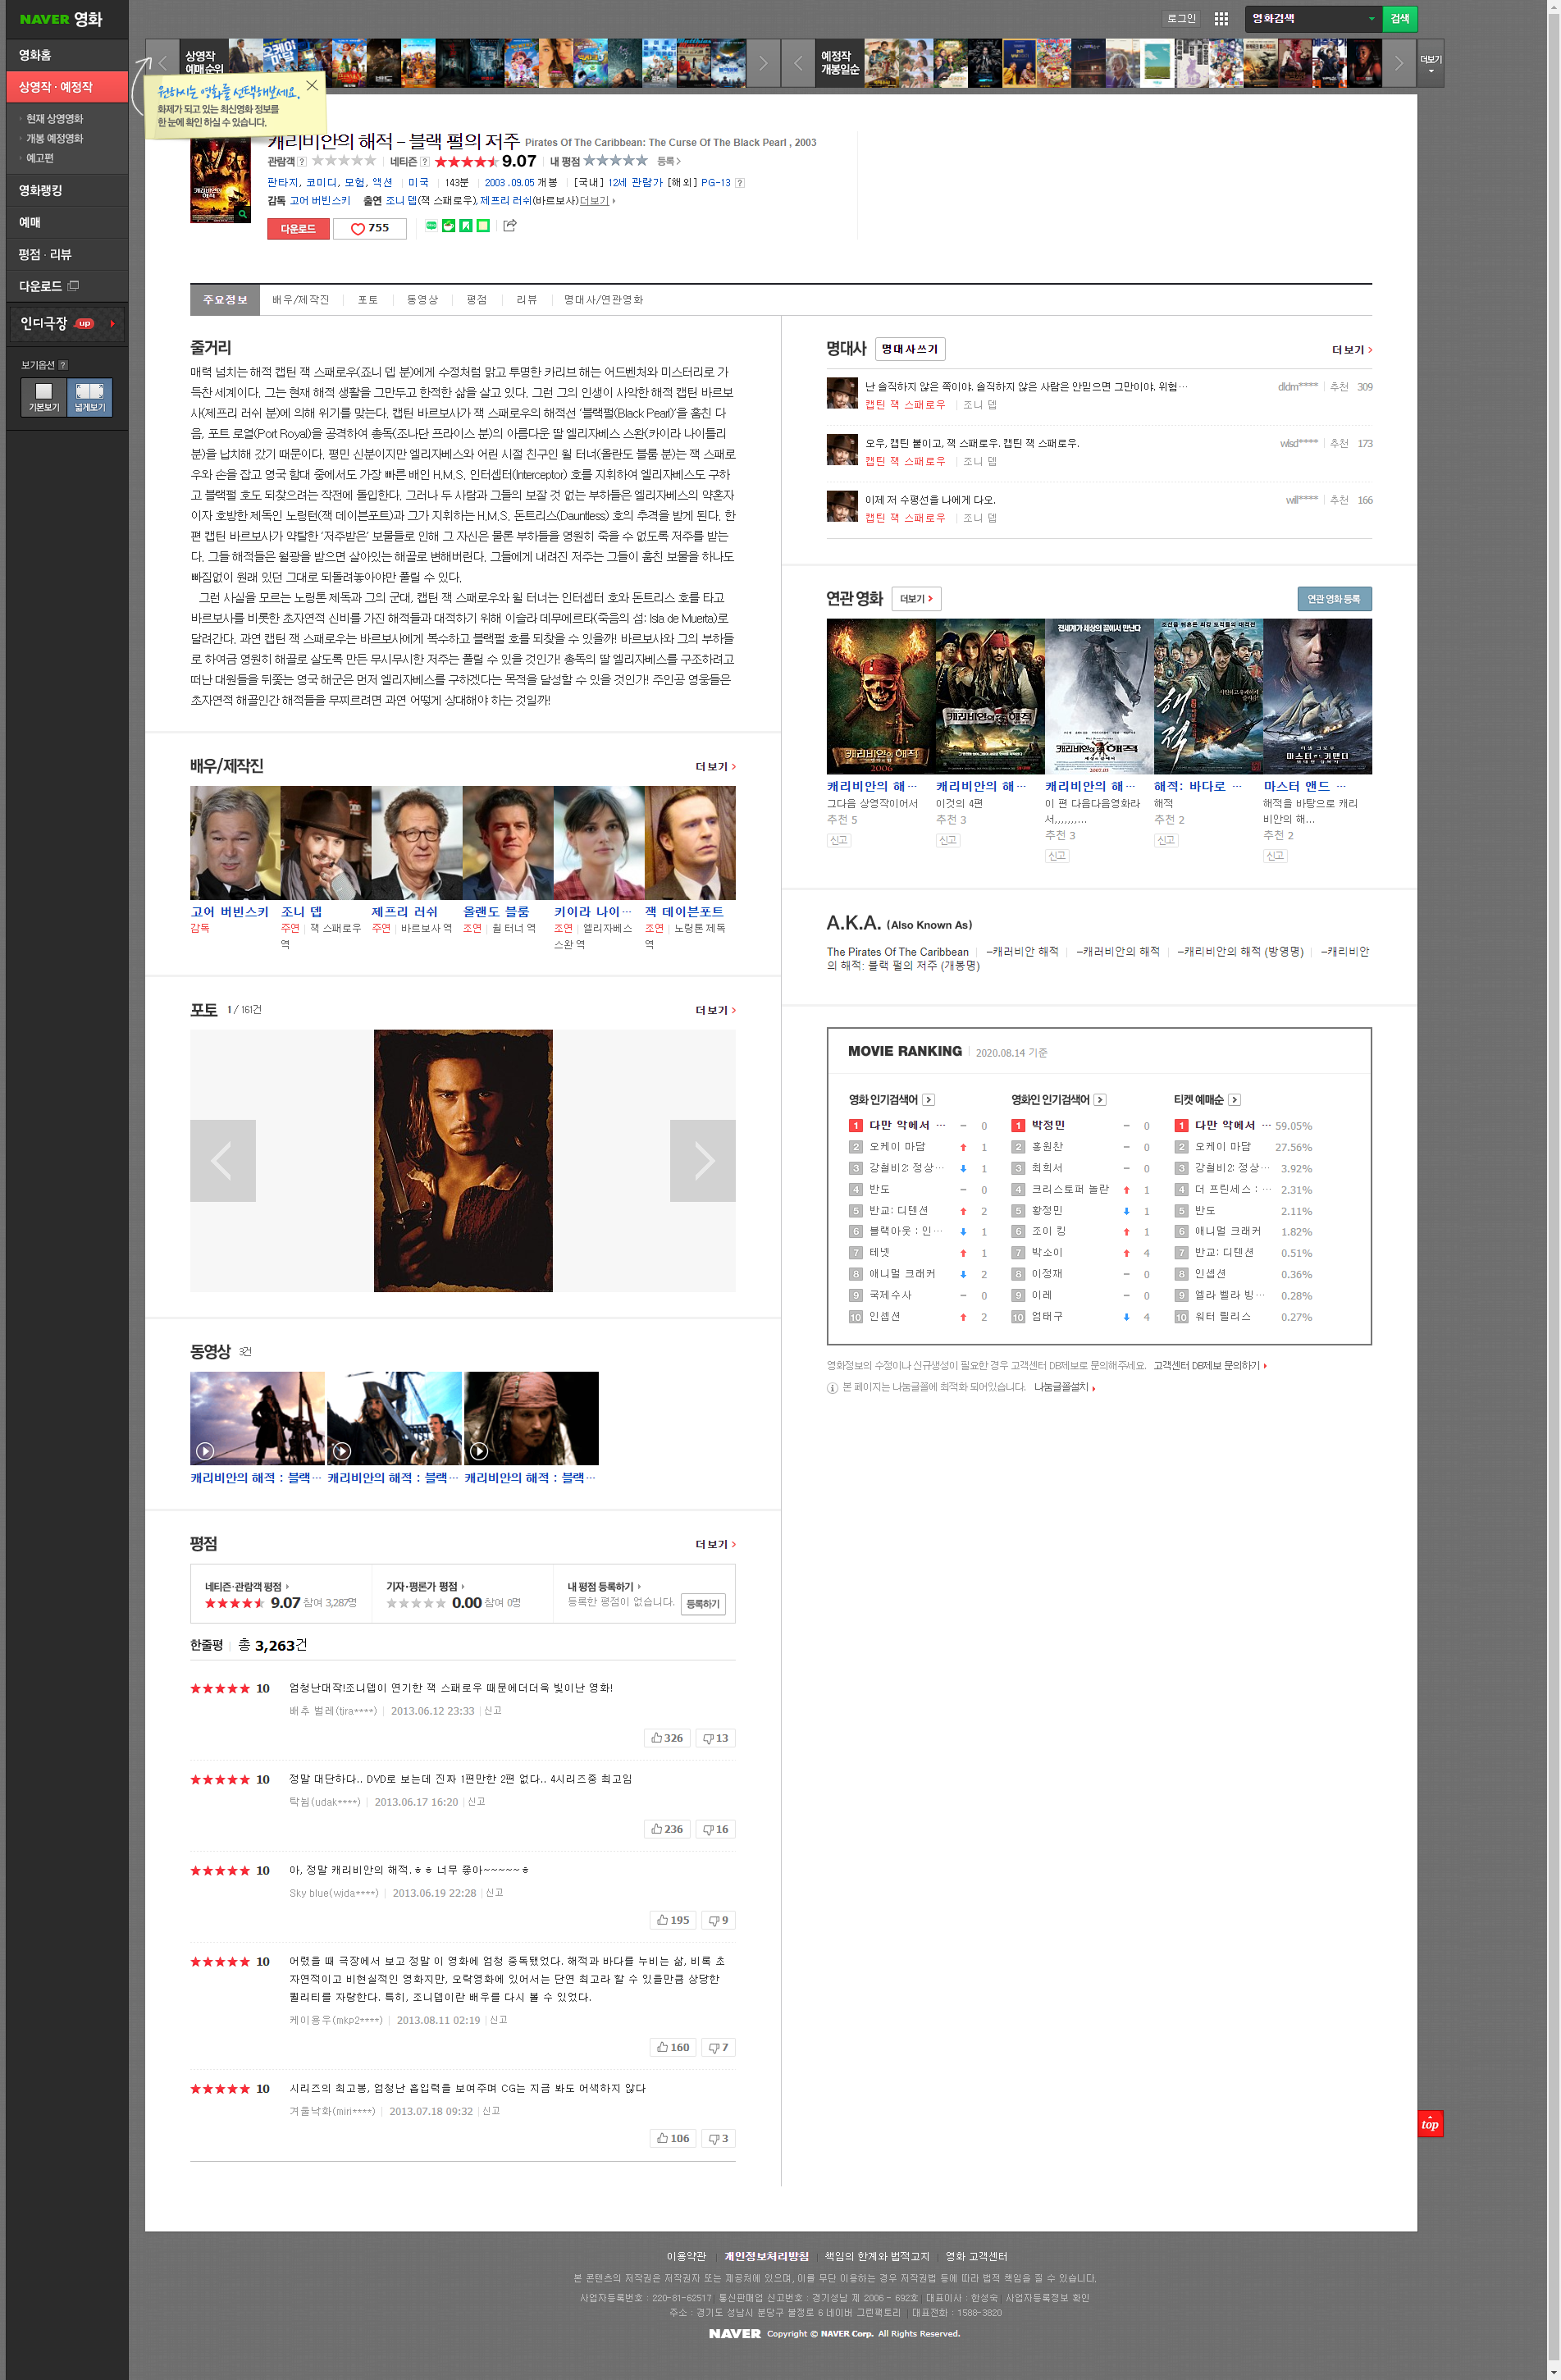 NAVER 영화
로그인
영화검색
검색
영화홈
상영작 · 예정작
현재 상영영화
개봉 예정영화
예고편
영화랭킹
예매
평점 · 리뷰
다운로드
인디극장 up
보기옵션 ?
기본보기 넓게보기
상영작
예매순위
예정작
개봉일순
더보기
원하시는 영화를 선택해보세요.
화제가 되고 있는 최신영화 정보를
한 눈에 확인 하실 수 있습니다.
캐리비안의 해적 - 블랙 펄의 저주 Pirates Of The Caribbean: The Curse Of The Black Pearl , 2003
관람객 ? 네티즌 ? 9.07 내 평점 등록
판타지, 코미디, 모험, 액션 미국 143분 2003 .09.05 개봉 [국내] 12세 관람가 [해외] PG-13 ?
감독 고어 버빈스키 출연 조니 뎁(잭 스패로우), 제프리 러쉬(바르보사) 더보기
다운로드 755
주요정보 배우/제작진 포토 동영상 평점 리뷰 명대사/연관영화
줄거리
매력 넘치는 해적 캡틴 잭 스패로우(조니 뎁 분)에게 수정처럼 맑고 투명한 카리브 해는 어드벤처와 미스터리로 가
득찬 세계이다. 그는 현재 해적 생활을 그만두고 한적한 삶을 살고 있다. 그런 그의 인생이 사악한 해적 캡틴 바르보
사(제프리 러쉬 분)에 의해 위기를 맞는다. 캡틴 바르보사가 잭 스패로우의 해적선 '블랙펄(Black Pearl)'을 훔친 다
음, 포트 로열(Port Royal)을 공격하여 총독(조나단 프라이스 분)의 아름다운 딸 엘리자베스 스완(카이라 나이틀리
분)을 납치해 갔기 때문이다. 평민 신분이지만 엘리자베스와 어린 시절 친구인 윌 터너(올란도 블룸 분)는 잭 스패로
우와 손을 잡고 영국 함대 중에서도 가장 빠른 배인 H.M.S. 인터셉터(Interceptor) 호를 지휘하여 엘리자베스도 구하
고 블랙펄 호도 되찾으려는 작전에 돌입한다. 그러나 두 사람과 그들의 보잘 것 없는 부하들은 엘리자베스의 약혼자
이자 호방한 제독인 노링턴(잭 데이븐포트)과 그가 지휘하는 H.M.S. 돈트리스(Dauntless) 호의 추격을 받게 된다. 한
편 캡틴 바르보사가 약탈한 '저주받은' 보물들로 인해 그 자신은 물론 부하들을 영원히 죽을 수 없도록 저주를 받는
다. 그들 해적들은 월광을 받으면 살아있는 해골로 변해버린다. 그들에게 내려진 저주는 그들이 훔친 보물을 하나도
빠짐없이 원래 있던 그대로 되돌려놓아야만 풀릴 수 있다.
그런 사실을 모르는 노링톤 제독과 그의 군대, 캡틴 잭 스패로우와 윌 터너는 인터셉터 호와 돈트리스 호를 타고
바르보사를 비롯한 초자연적 신비를 가진 해적들과 대적하기 위해 이슬라 데무에르타(죽음의 섬: Isla de Muerta)로
달려간다. 과연 캡틴 잭 스패로우는 바르보사에게 복수하고 블랙펄 호를 되찾을 수 있을까! 바르보사와 그의 부하들
로 하여금 영원히 해골로 살도록 만든 무시무시한 저주는 풀릴 수 있을 것인가! 총독의 딸 엘리자베스를 구조하려고
떠난 대원들을 뒤쫓는 영국 해군은 먼저 엘리자베스를 구하겠다는 목적을 달성할 수 있을 것인가! 주인공 영웅들은
초자연적 해골인간 해적들을 무찌르려면 과연 어떻게 상대해야 하는 것일까!
배우/제작진 더보기
고어 버빈스키 조니 뎁 제프리 러쉬 올랜도 블룸 키이라 나이… 잭 데이븐포트
감독 주연 잭 스패로우 주연 바르보사 역 조연 윌 터너 역 조연 엘리자베스 조연 노링톤 제독
역 스완 역 역
포토 1 / 161건 더보기
동영상 3건
캐리비안의 해적 : 블랙… 캐리비안의 해적 : 블랙… 캐리비안의 해적 : 블랙…
평점 더보기
네티즌·관람객 평점 기자·평론가 평점 내 평점 등록하기
9.07 참여 3,287명 0.00 참여 0명 등록한 평점이 없습니다. 등록하기
한줄평 총 3,263건
10 엄청난대작!조니뎁이 연기한 잭 스패로우 때문에더더욱 빛이난 영화!
배추 벌레(tira****) 2013.06.12 23:33 신고
326 13
10 정말 대단하다.. DVD로 보는데 진짜 1편만한 2편 없다.. 4시리즈중 최고임
탁뷤(udak****) 2013.06.17 16:20 신고
236 16
10 아, 정말 캐리비안의 해적.ㅎㅎ 너무 좋아~~~~~ㅎ
Sky blue(wida****) 2013.06.19 22:28 신고
195 9
10 어렸을 때 극장에서 보고 정말 이 영화에 엄청 중독됐었다. 해적과 바다를 누비는 삶, 비록 초
자연적이고 비현실적인 영화지만, 오락영화에 있어서는 단연 최고라 할 수 있을만큼 상당한
퀄리티를 자랑한다. 특히, 조니뎁이란 배우를 다시 볼 수 있었다.
케이용우(mkp2****) 2013.08.11 02:19 신고
160 7
10 시리즈의 최고봉, 엄청난 흡입력을 보여주며 CG는 지금 봐도 어색하지 않다
겨울낙화(miri****) 2013.07.18 09:32 신고
106 3
명대사 명대사쓰기 더보기
난 솔직하지 않은 쪽이야. 솔직하지 않은 사람은 안믿으면 그만이야. 위험… dldm**** 추천 309
캡틴 잭 스패로우 조니 뎁
오우, 캡틴 붙이고, 잭 스패로우. 캡틴 잭 스패로우. wlsd**** 추천 173
캡틴 잭 스패로우 조니 뎁
이제 저 수평선을 나에게 다오. will**** 추천 166
캡틴 잭 스패로우 조니 뎁
연관 영화 더보기 연관 영화 등록
캐리비안의 해… 캐리비안의 해… 캐리비안의 해… 해적: 바다로 … 마스터 앤드 …
그다음 상영작이어서 이것의 4편 이 편 다음다음영화라 해적 해적을 바탕으로 캐리
서,,,,,,,… 비안의 해…
추천 5 추천 3 추천 3 추천 2 추천 2
신고 신고 신고 신고 신고
A.K.A. (Also Known As)
The Pirates Of The Caribbean -캐러비안 해적 -캐러비안의 해적 -캐리비안의 해적 (방영명) -캐리비안
의 해적: 블랙 펄의 저주 (개봉명)
MOVIE RANKING 2020.08.14 기준
영화 인기검색어 영화인 인기검색어 티켓 예매순
1 다만 악에서 … 0 1 박정민 0 1 다만 악에서 … 59.05%
2 오케이 마담 1 2 홍원찬 0 2 오케이 마담 27.56%
3 강철비2: 정상… 1 3 최희서 0 3 강철비2: 정상… 3.92%
4 반도 0 4 크리스토퍼 놀란 1 4 더 프린세스 : … 2.31%
5 반교: 디텐션 2 5 황정민 1 5 반도 2.11%
6 블랙아웃 : 인… 1 6 조이 킹 1 6 애니멀 크래커 1.82%
7 테넷 1 7 박소이 4 7 반교: 디텐션 0.51%
8 애니멀 크래커 2 8 이정재 0 8 인셉션 0.36%
9 국제수사 0 9 이레 0 9 엘라 벨라 빙… 0.28%
10 인셉션 2 10 엄태구 4 10 워터 릴리스 0.27%
영화정보의 수정이나 신규생성이 필요한 경우 고객센터 DB제보로 문의해주세요. 고객센터 DB제보 문의하기
본 페이지는 나눔글꼴에 최적화 되어있습니다. 나눔글꼴설치
top
이용약관 개인정보처리방침 책임의 한계와 법적고지 영화 고객센터
본 콘텐츠의 저작권은 저작권자 또는 제공처에 있으며, 이를 무단 이용하는 경우 저작권법 등에 따라 법적 책임을 질 수 있습니다.
사업자등록번호 : 220-81-62517 통신판매업 신고번호 : 경기성남 제 2006 - 692호 대표이사 : 한성숙 사업자등록정보 확인
주소 : 경기도 성남시 분당구 불정로 6 네이버 그린팩토리 대표전화 : 1588-3820
NAVER Copyright © NAVER Corp. All Rights Reserved.